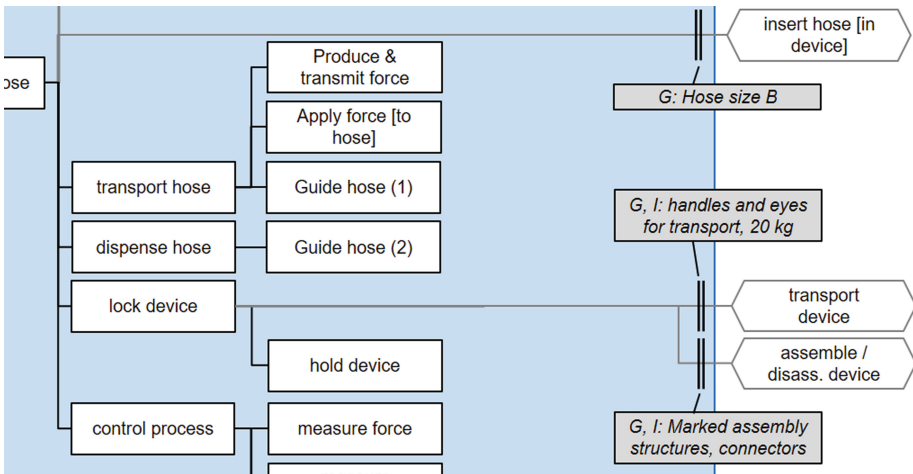 insert hose [in
device]
ose
Produce &
transmit force
G: Hose size B
Apply force [to
hose]
transport hose
Guide hose (1)
G, I: handles and eyes
for transport, 20 kg
dispense hose
Guide hose (2)
lock device
transport
device
hold device
assemble /
disass. device
control process
measure force
G, I: Marked assembly
structures, connectors